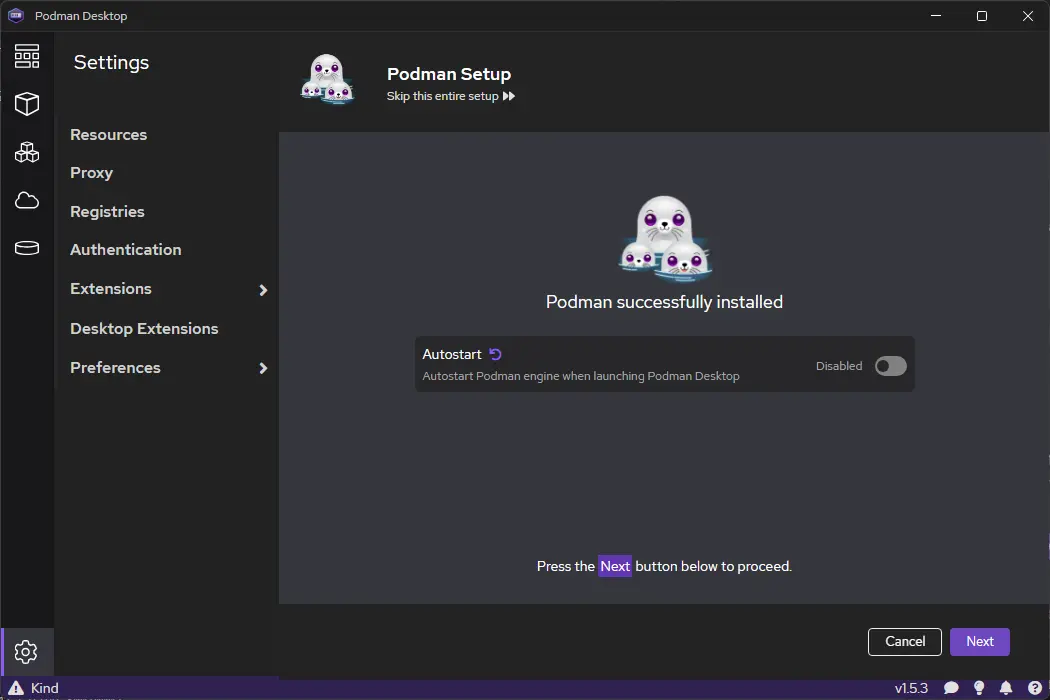 Podman Desktop
Settings
Resources
Proxy
Registries
Authentication
Extensions
Desktop Extensions
Preferences
Podman Setup
Skip this entire setup
Podman successfully installed
Autostart
Autostart Podman engine when launching Podman Desktop
Disabled
Press the Next button below to proceed.
Cancel
Next
Kind
v1.5.3